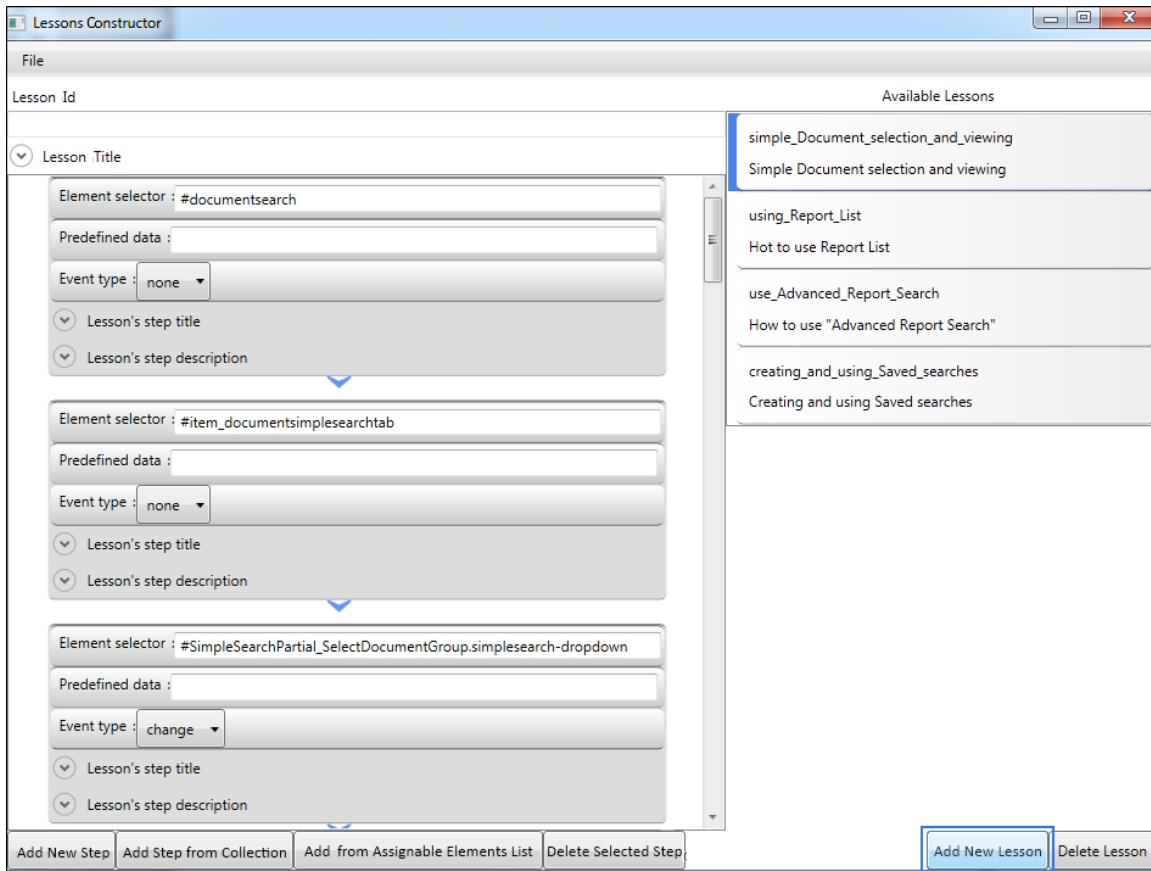 Lessons Constructor
File
Lesson Id
Available Lessons
Lesson Title
Element selector : #documentsearch
Predefined data :
Event type : none
Lesson's step title
Lesson's step description
Element selector : #item_documentsimplesearchtab
Predefined data :
Event type : none
Lesson's step title
Lesson's step description
Element selector : #SimpleSearchPartial_SelectDocumentGroup.simplesearch-dropdown
Predefined data :
Event type : change
Lesson's step title
Lesson's step description
simple_Document_selection_and_viewing
Simple Document selection and viewing
using_Report_List
Hot to use Report List
use_Advanced_Report_Search
How to use "Advanced Report Search"
creating_and_using_Saved_searches
Creating and using Saved searches
Add New Step Add Step from Collection Add from Assignable Elements List Delete Selected Step Add New Lesson Delete Lesson